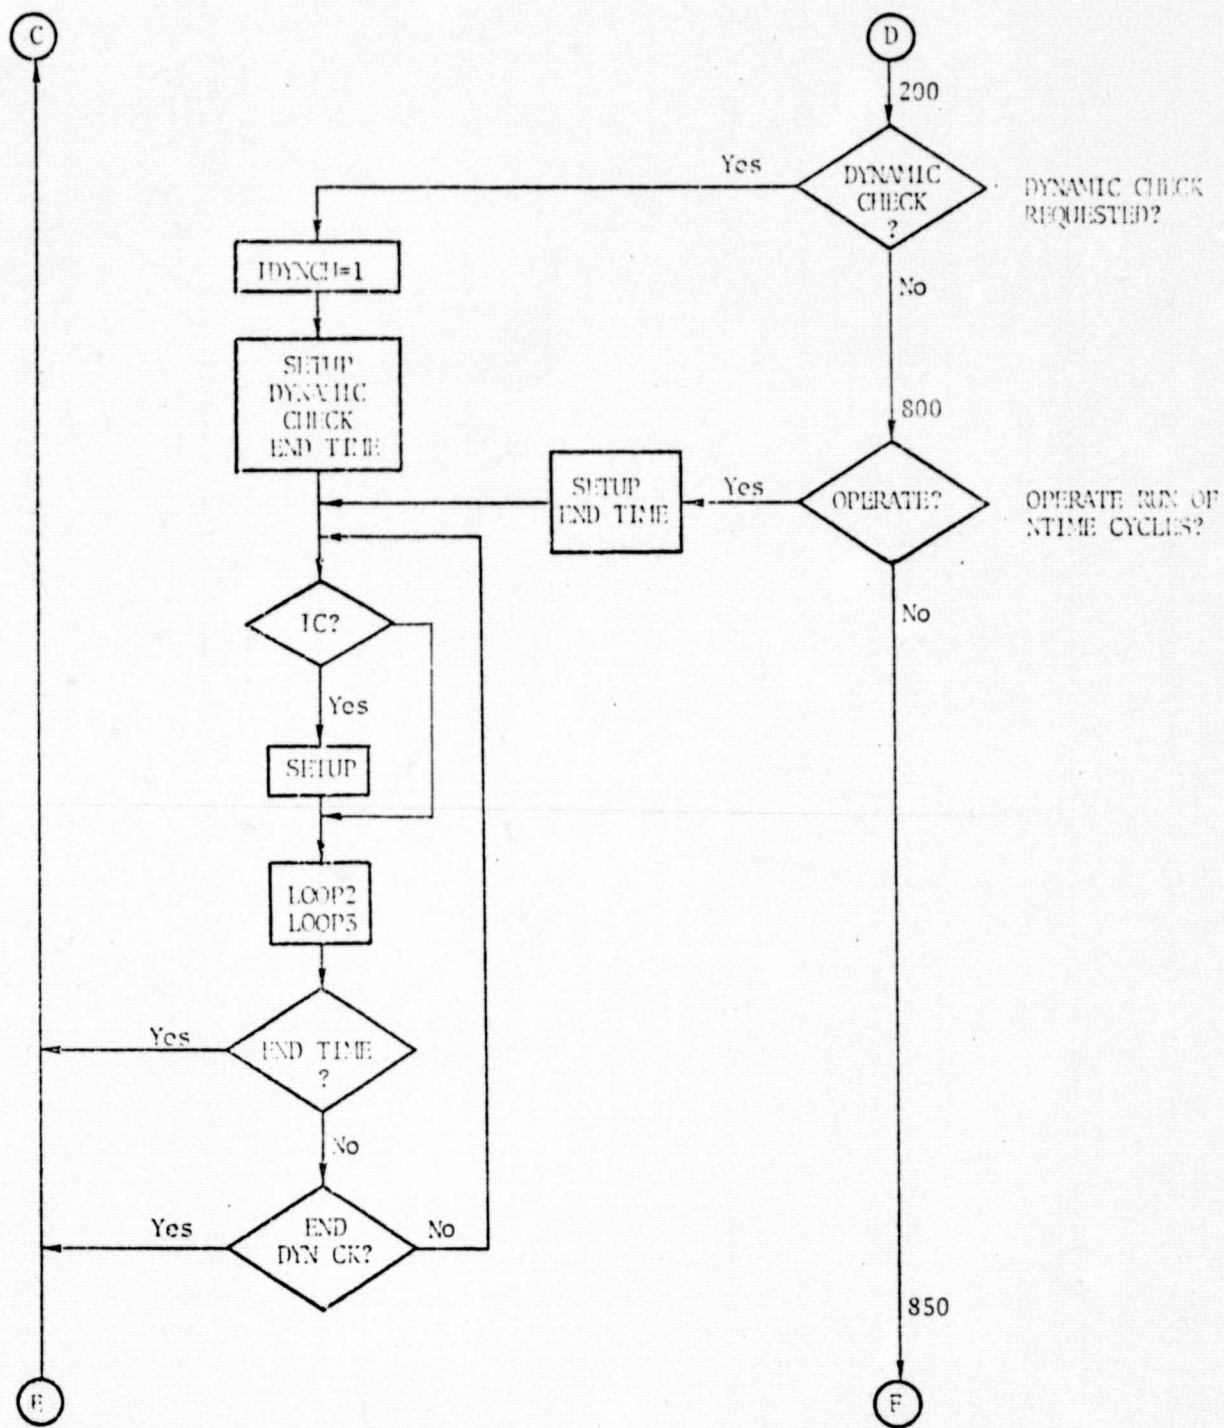 C
D
200
Yes
DYNAMIC
CHECK
?
DYNAMIC CHECK
REQUESTED?
No
IDYNCH=1
SETUP
DYNAMIC
CHECK
END TIME
800
SETUP
END TIME
Yes
OPERATE?
OPERATE RUN OF
NTIME CYCLES?
No
IC?
Yes
SETUP
LOOP2
LOOP3
Yes
END TIME
?
No
Yes
END
DYN CK?
No
850
E
F